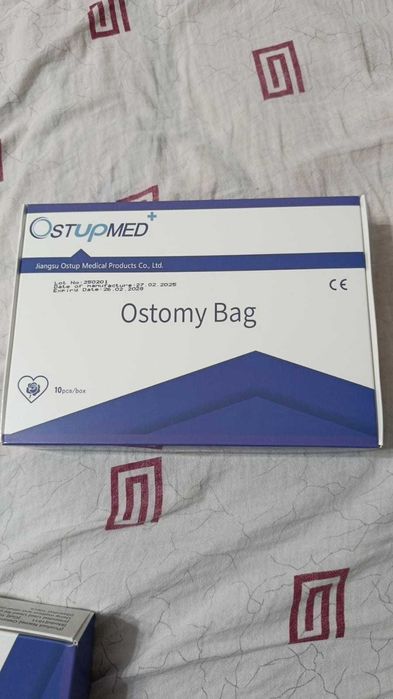 OSTUPMED
Jiangsu Ostup Medical Products Co., Ltd.
Lot No:250201
Date of manufacture:27.02.2025
Expiry Date:26.02.2028
CE
Ostomy Bag
10pcs/box